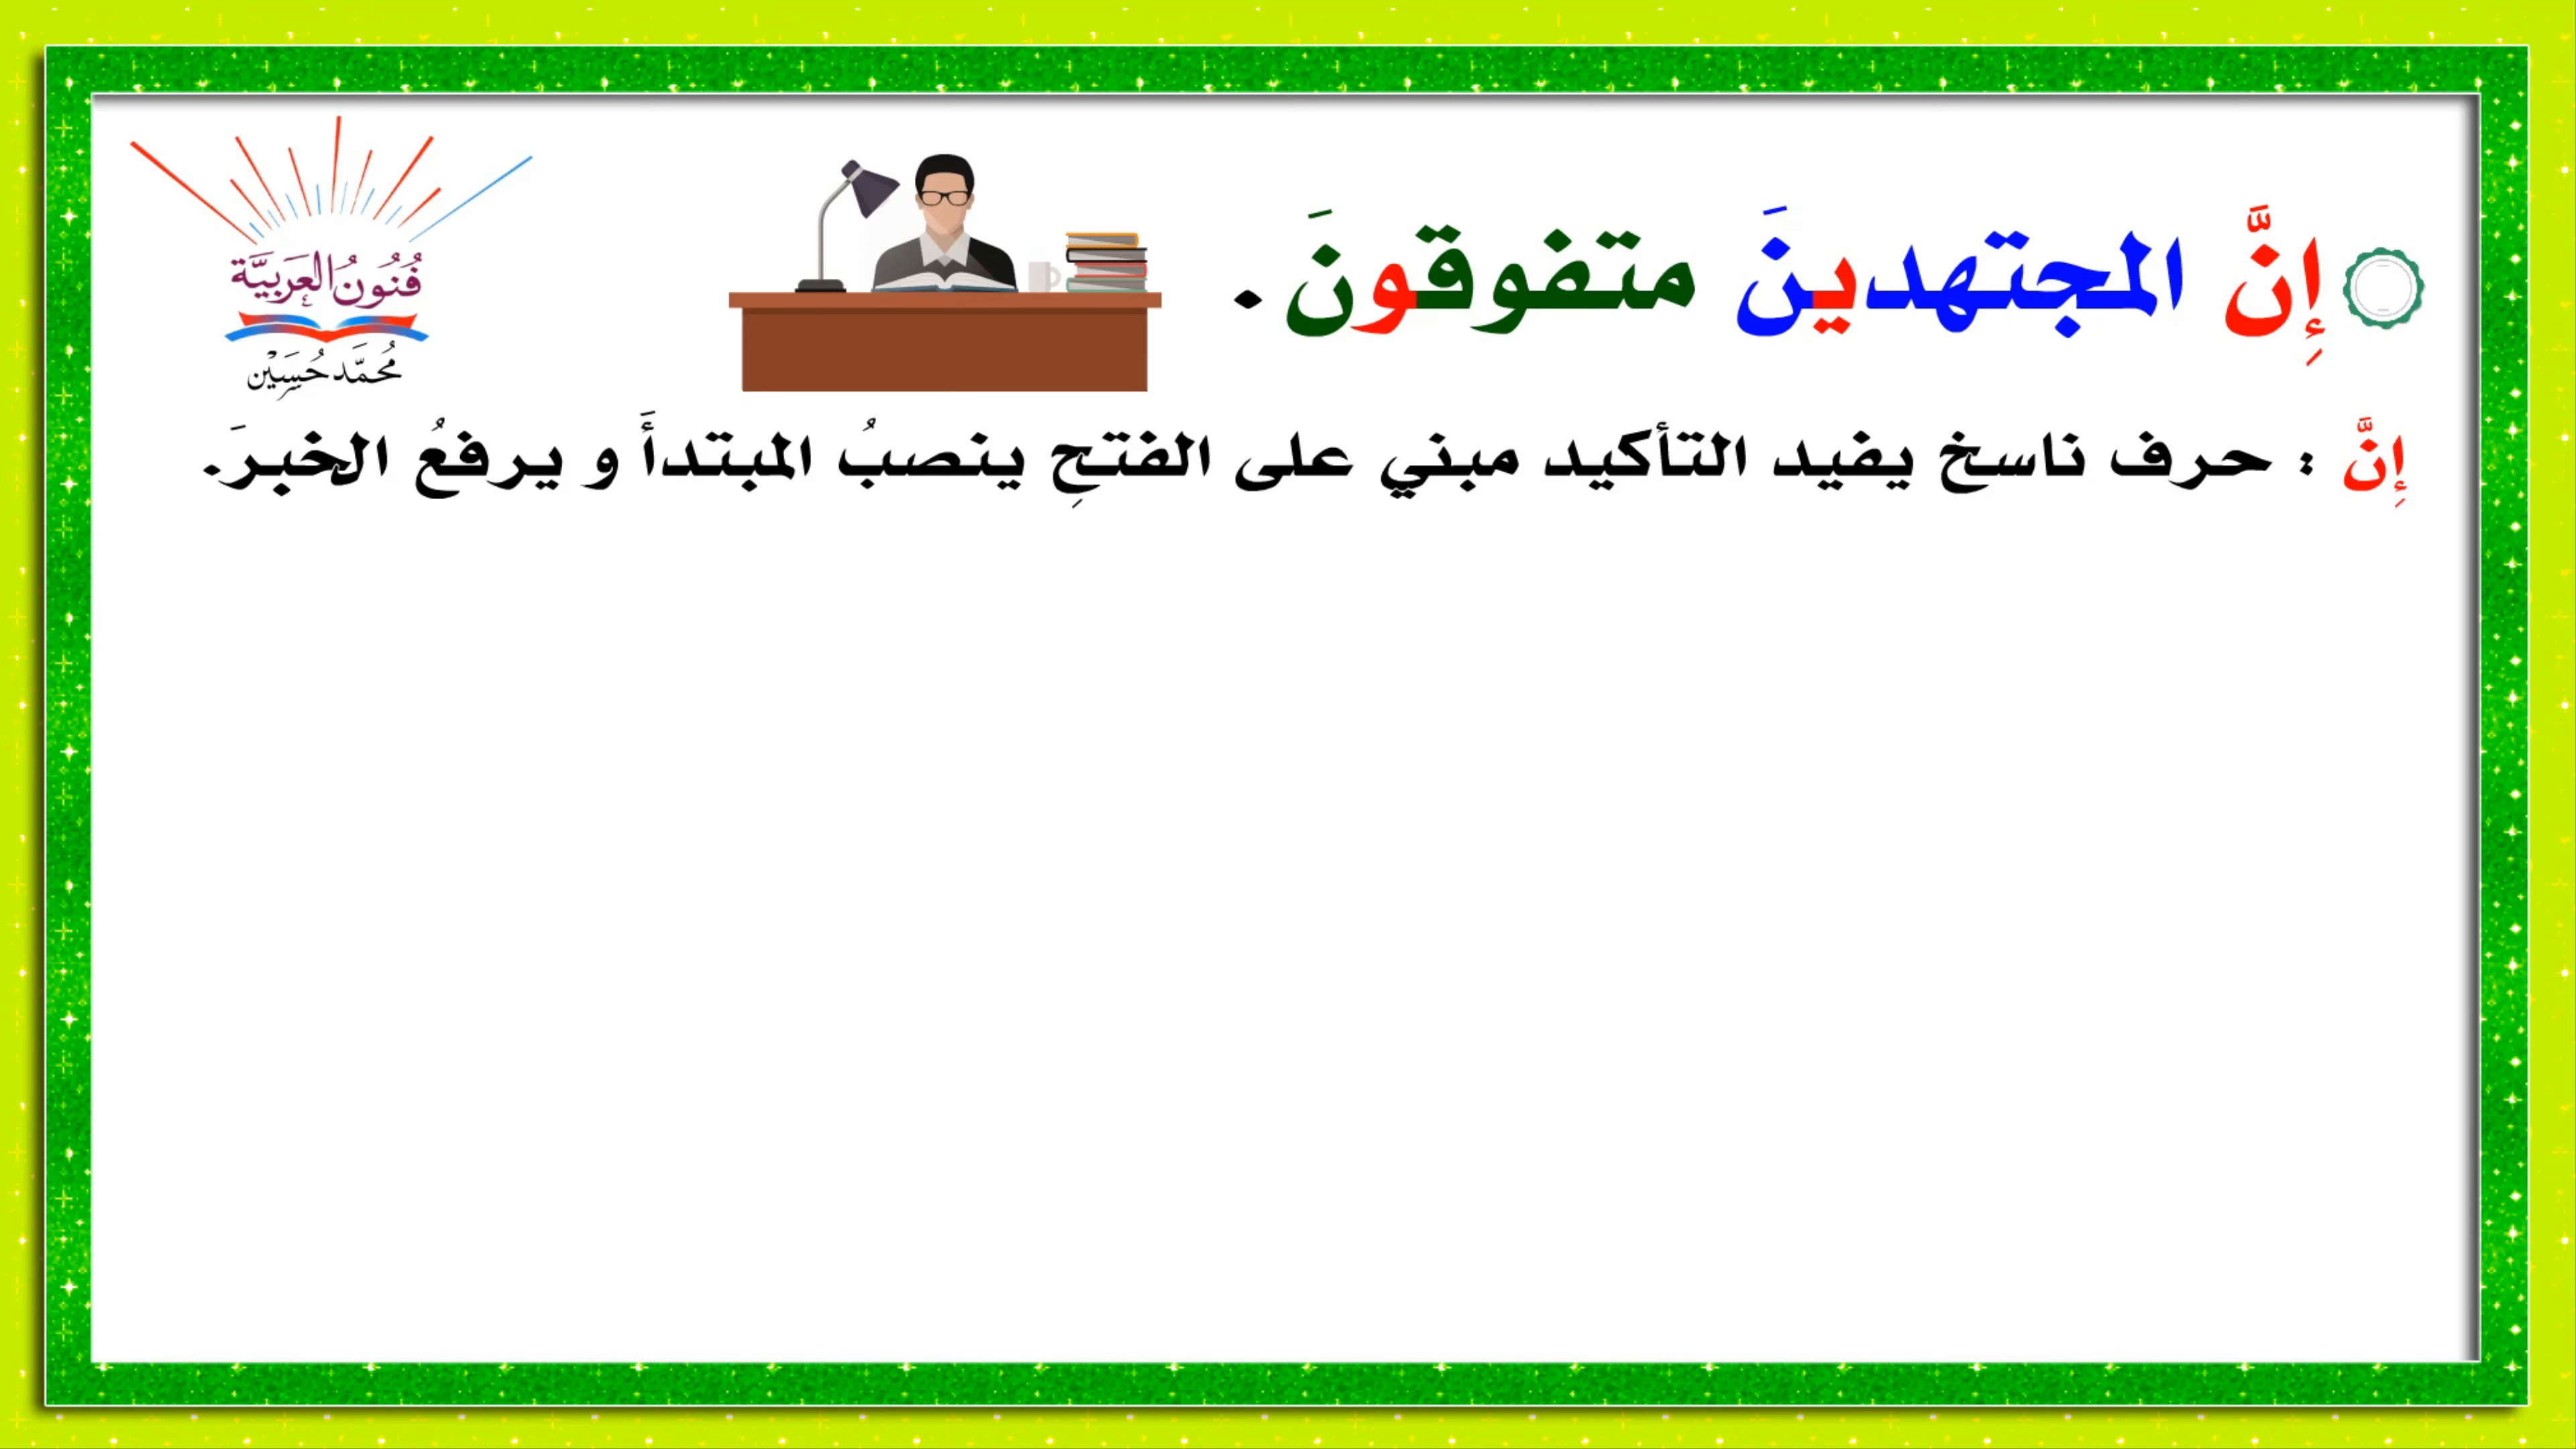 إِنَّ المجتهدينَ متفوقونَ .
فُنُونُ العَرَبِيَّة
مُحَمَّد حُسَيْن
إِنَّ : حرف ناسخ يفيد التأكيد مبني على الفتحِ ينصبُ المبتدأَ و يرفعُ الخبرَ.